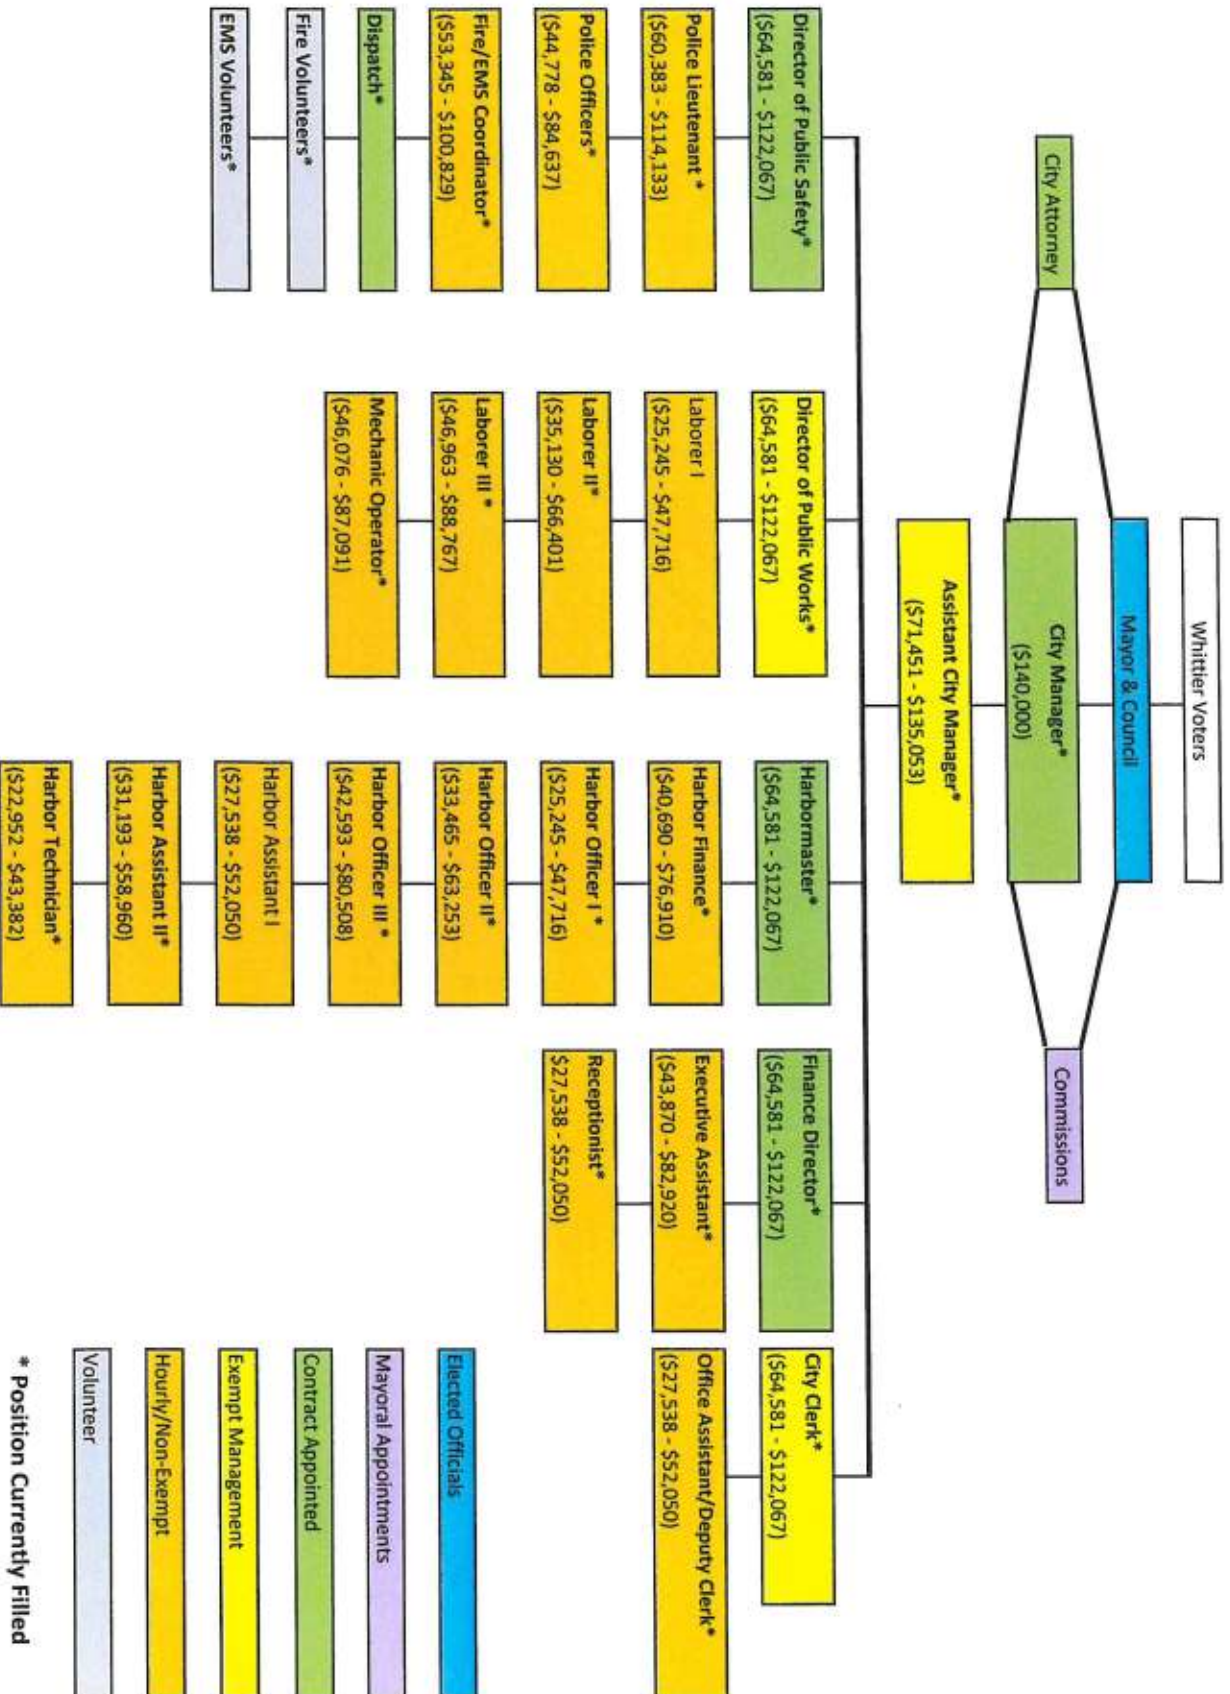 Whittier Voters
Mayor & Council
City Attorney
City Manager*
($140,000)
Commissions
Assistant City Manager*
($71,451 - $135,053)
Director of Public Safety*
($64,581 - $122,067)
Police Lieutenant *
($60,383 - $114,133)
Police Officers*
($44,778 - $84,637)
Fire/EMS Coordinator*
($53,345 - $100,829)
Dispatch*
Fire Volunteers*
EMS Volunteers*
Director of Public Works*
($64,581 - $122,067)
Laborer I
($25,245 - $47,716)
Laborer II*
($35,130 - $66,401)
Laborer III *
($46,963 - $88,767)
Mechanic Operator*
($46,076 - $87,091)
Harbormaster*
($64,581 - $122,067)
Harbor Finance*
($40,690 - $76,910)
Harbor Officer I *
($25,245 - $47,716)
Harbor Officer II*
($33,465 - $63,253)
Harbor Officer III *
($42,593 - $80,508)
Harbor Assistant I
($27,538 - $52,050)
Harbor Assistant II*
($31,193 - $58,960)
Harbor Technician*
($22,952 - $43,382)
Finance Director*
($64,581 - $122,067)
Executive Assistant*
($43,870 - $82,920)
Receptionist*
$27,538 - $52,050)
City Clerk*
($64,581 - $122,067)
Office Assistant/Deputy Clerk*
($27,538 - $52,050)
Elected Officials
Mayoral Appointments
Contract Appointed
Exempt Management
Hourly/Non-Exempt
Volunteer
* Position Currently Filled